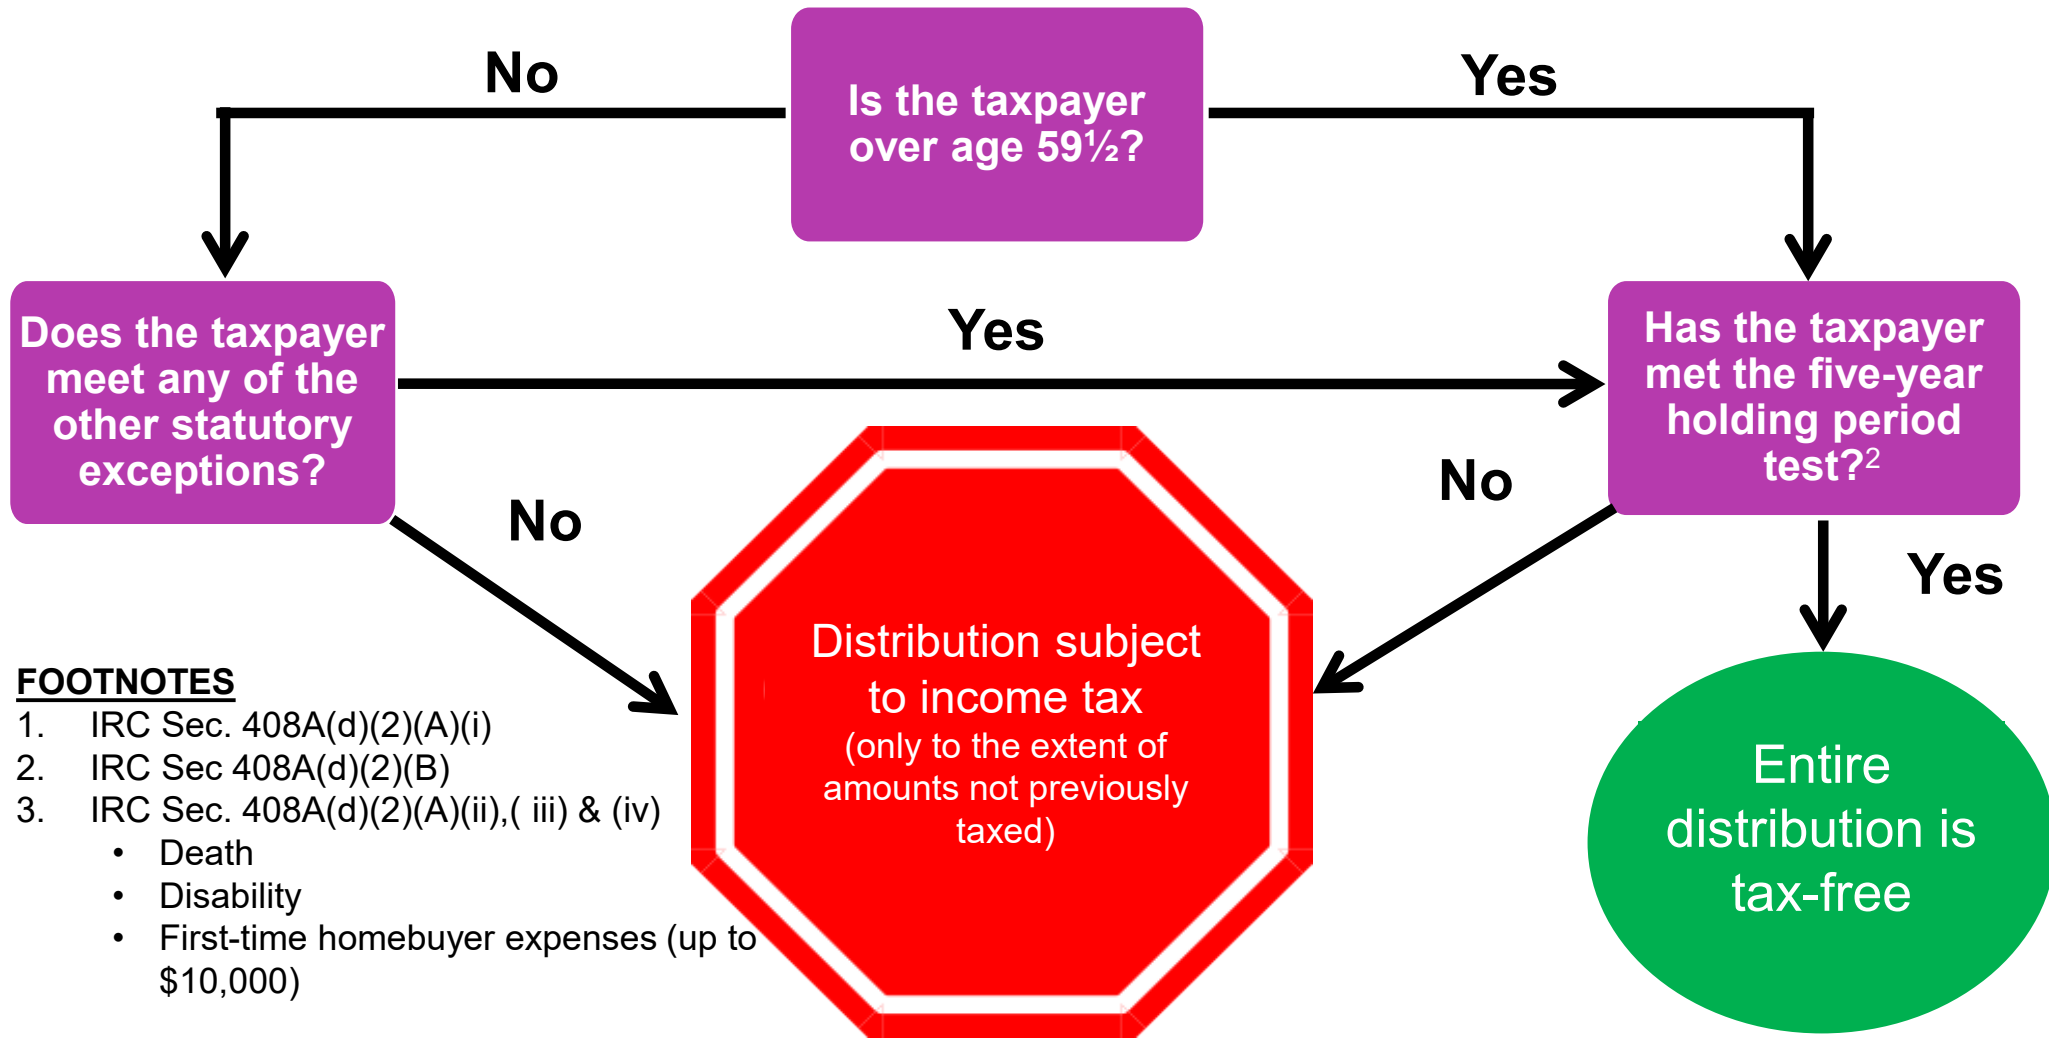 No
Is the taxpayer
over age 59½?
Yes
Does the taxpayer
meet any of the
other statutory
exceptions?
Yes
Has the taxpayer
met the five-year
holding period
test?²
No
No
Yes
Distribution subject
to income tax
(only to the extent of
amounts not previously
taxed)
Entire
distribution is
tax-free
FOOTNOTES
1. IRC Sec. 408A(d)(2)(A)(i)
2. IRC Sec 408A(d)(2)(B)
3. IRC Sec. 408A(d)(2)(A)(ii),( iii) & (iv)
• Death
• Disability
• First-time homebuyer expenses (up to
$10,000)